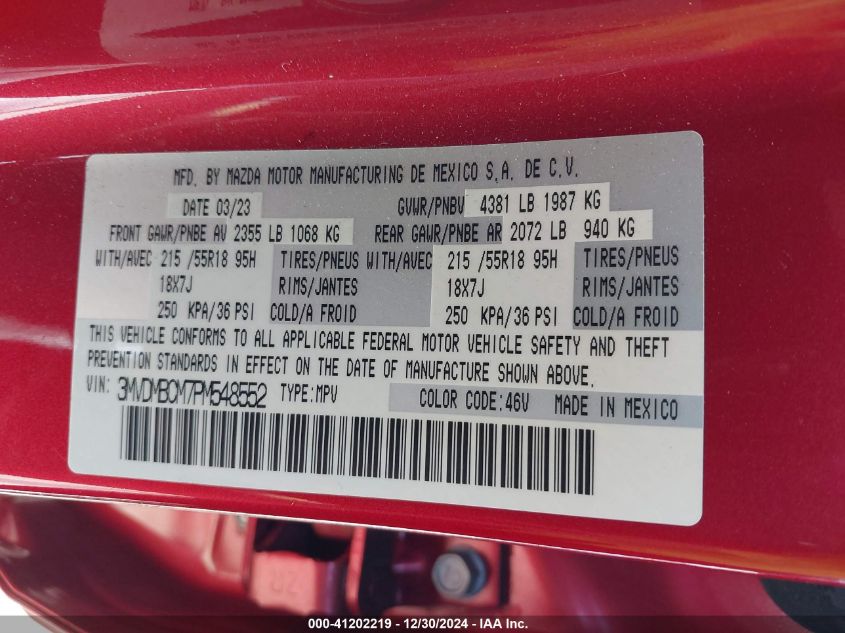 MFD. BY MAZDA MOTOR MANUFACTURING DE MEXICO S.A. DE C.V.
DATE 03/23 GVWR/PNBV 4381 LB 1987 KG
FRONT GAWR/PNBE AV 2355 LB 1068 KG REAR GAWR/PNBE AR 2072 LB 940 KG
WITH/AVEC 215 /55R18 95H TIRES/PNEUS WITH/AVEC 215 /55R18 95H TIRES/PNEUS
18X7J RIMS/JANTES 18X7J RIMS/JANTES
250 KPA/36 PSI COLD/A FROID 250 KPA/36 PSI COLD/A FROID
THIS VEHICLE CONFORMS TO ALL APPLICABLE FEDERAL MOTOR VEHICLE SAFETY AND THEFT
PREVENTION STANDARDS IN EFFECT ON THE DATE OF MANUFACTURE SHOWN ABOVE.
VIN: 3MVDMBCM7PM548552 TYPE:MPV COLOR CODE:46V MADE IN MEXICO
000-41202219 - 12/30/2024 - IAA Inc.